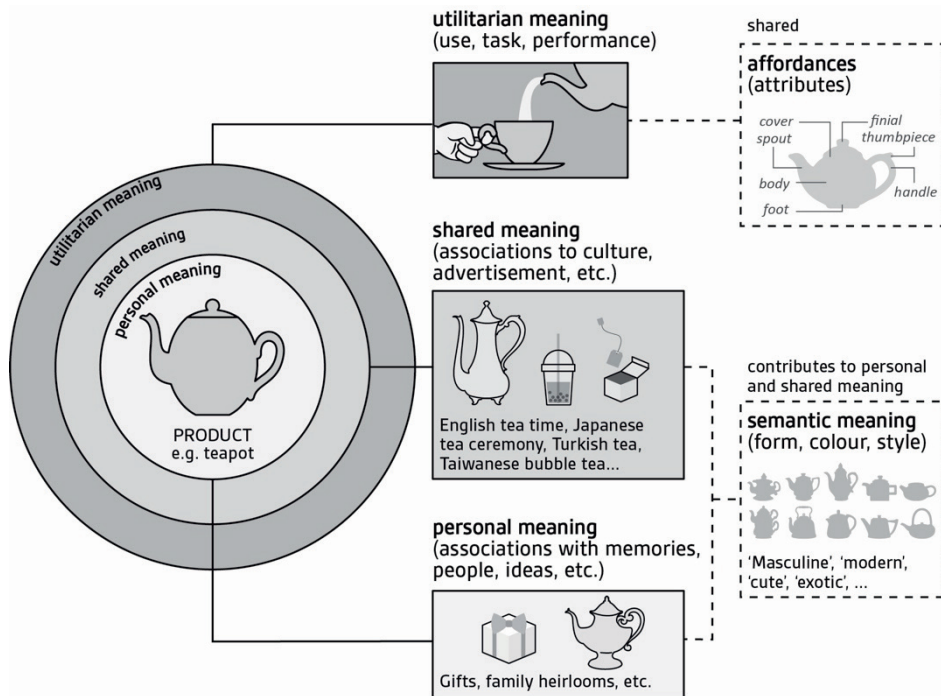 utilitarian meaning
(use, task, performance)
shared
affordances
(attributes)
cover
finial
spout
thumbpiece
body
handle
foot
utilitarian meaning
shared meaning
personal meaning
PRODUCT
e.g. teapot
shared meaning
(associations to culture,
advertisement, etc.)
English tea time, Japanese
tea ceremony, Turkish tea,
Taiwanese bubble tea...
contributes to personal
and shared meaning
semantic meaning
(form, colour, style)
‘Masculine’, ‘modern’,
‘cute’, ‘exotic’, ...
personal meaning
(associations with memories,
people, ideas, etc.)
Gifts, family heirlooms, etc.